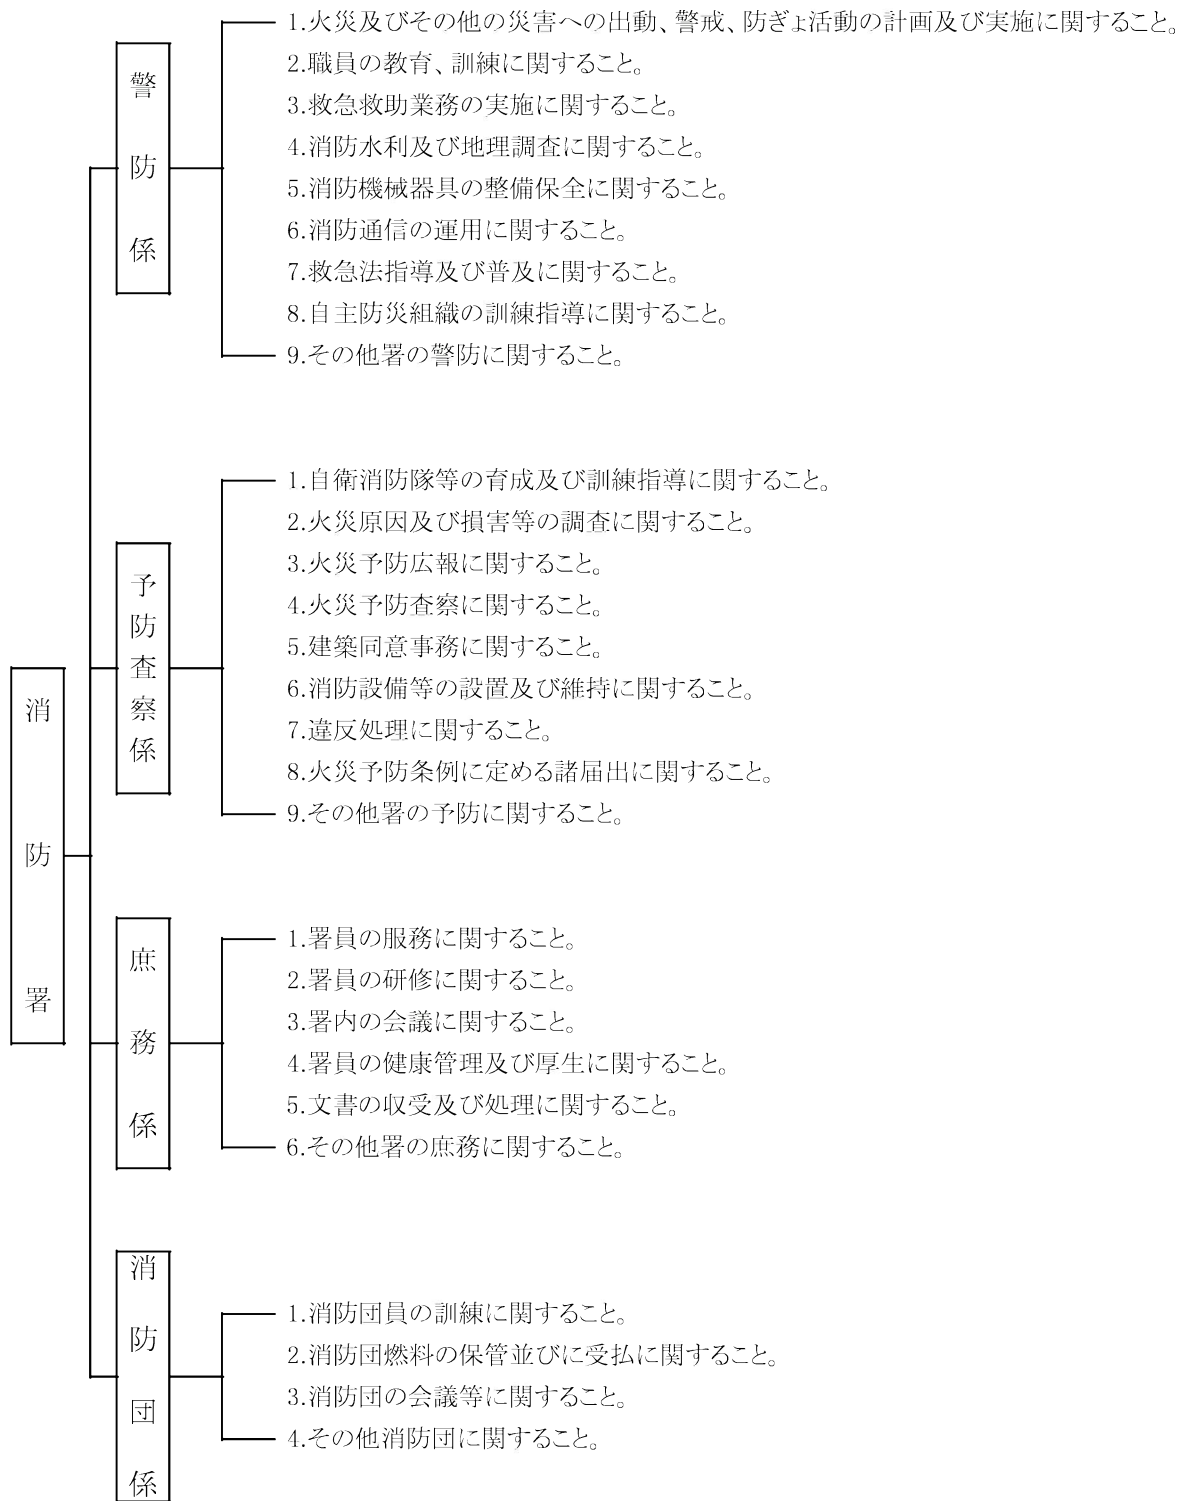 消防署
警防係
1.火災及びその他の災害への出動、警戒、防ぎょ活動の計画及び実施に関すること。
2.職員の教育、訓練に関すること。
3.救急救助業務の実施に関すること。
4.消防水利及び地理調査に関すること。
5.消防機械器具の整備保全に関すること。
6.消防通信の運用に関すること。
7.救急法指導及び普及に関すること。
8.自主防災組織の訓練指導に関すること。
9.その他署の警防に関すること。
予防査察係
1.自衛消防隊等の育成及び訓練指導に関すること。
2.火災原因及び損害等の調査に関すること。
3.火災予防広報に関すること。
4.火災予防査察に関すること。
5.建築同意事務に関すること。
6.消防設備等の設置及び維持に関すること。
7.違反処理に関すること。
8.火災予防条例に定める諸届出に関すること。
9.その他署の予防に関すること。
庶務係
1.署員の服務に関すること。
2.署員の研修に関すること。
3.署内の会議に関すること。
4.署員の健康管理及び厚生に関すること。
5.文書の収受及び処理に関すること。
6.その他署の庶務に関すること。
消防団係
1.消防団員の訓練に関すること。
2.消防団燃料の保管並びに受払に関すること。
3.消防団の会議等に関すること。
4.その他消防団に関すること。